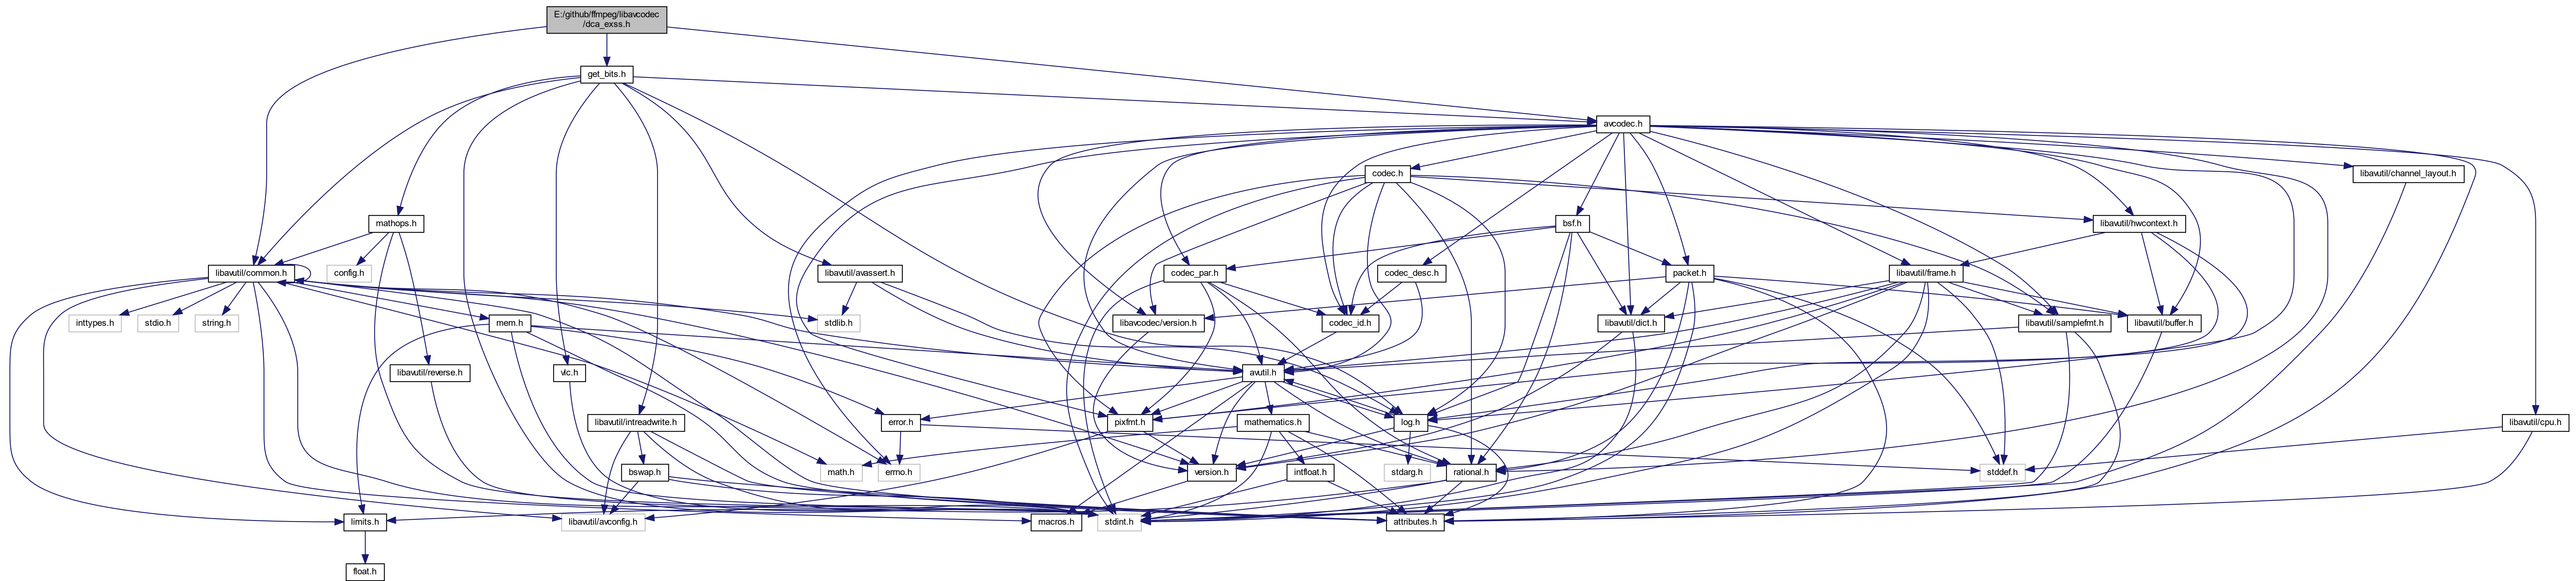 E:/github/ffmpeg/libavcodec
/dca_exss.h
get_bits.h
avcodec.h
codec.h
libavutil/channel_layout.h
mathops.h
bsf.h
libavutil/hwcontext.h
libavutil/common.h
config.h
libavutil/avassert.h
codec_par.h
codec_desc.h
packet.h
libavutil/frame.h
inttypes.h
stdio.h
string.h
mem.h
stdlib.h
libavcodec/version.h
codec_id.h
libavutil/dict.h
libavutil/samplefmt.h
libavutil/buffer.h
libavutil/reverse.h
vlc.h
avutil.h
libavutil/intreadwrite.h
error.h
pixfmt.h
mathematics.h
log.h
libavutil/cpu.h
bswap.h
math.h
errno.h
version.h
intfloat.h
stdarg.h
rational.h
stddef.h
limits.h
libavutil/avconfig.h
macros.h
stdint.h
attributes.h
float.h